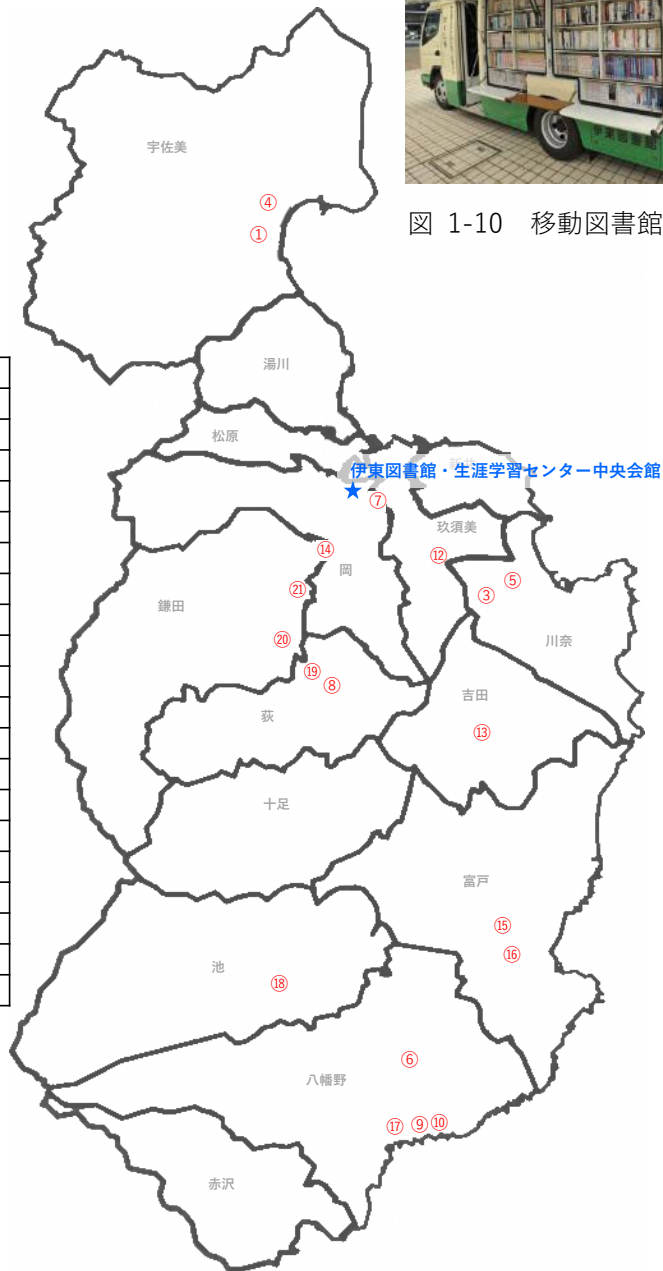 図 1-10 移動図書館
宇佐美
④
①
湯川
松原
伊東図書館・生涯学習センター中央会館
⑦
玖須美
⑫
⑭
岡
⑤
③
㉑
鎌田
川奈
⑳
⑲
⑧
吉田
荻
⑬
十足
富戸
⑮
⑯
池
⑱
⑥
八幡野
⑰
⑨
⑩
赤沢